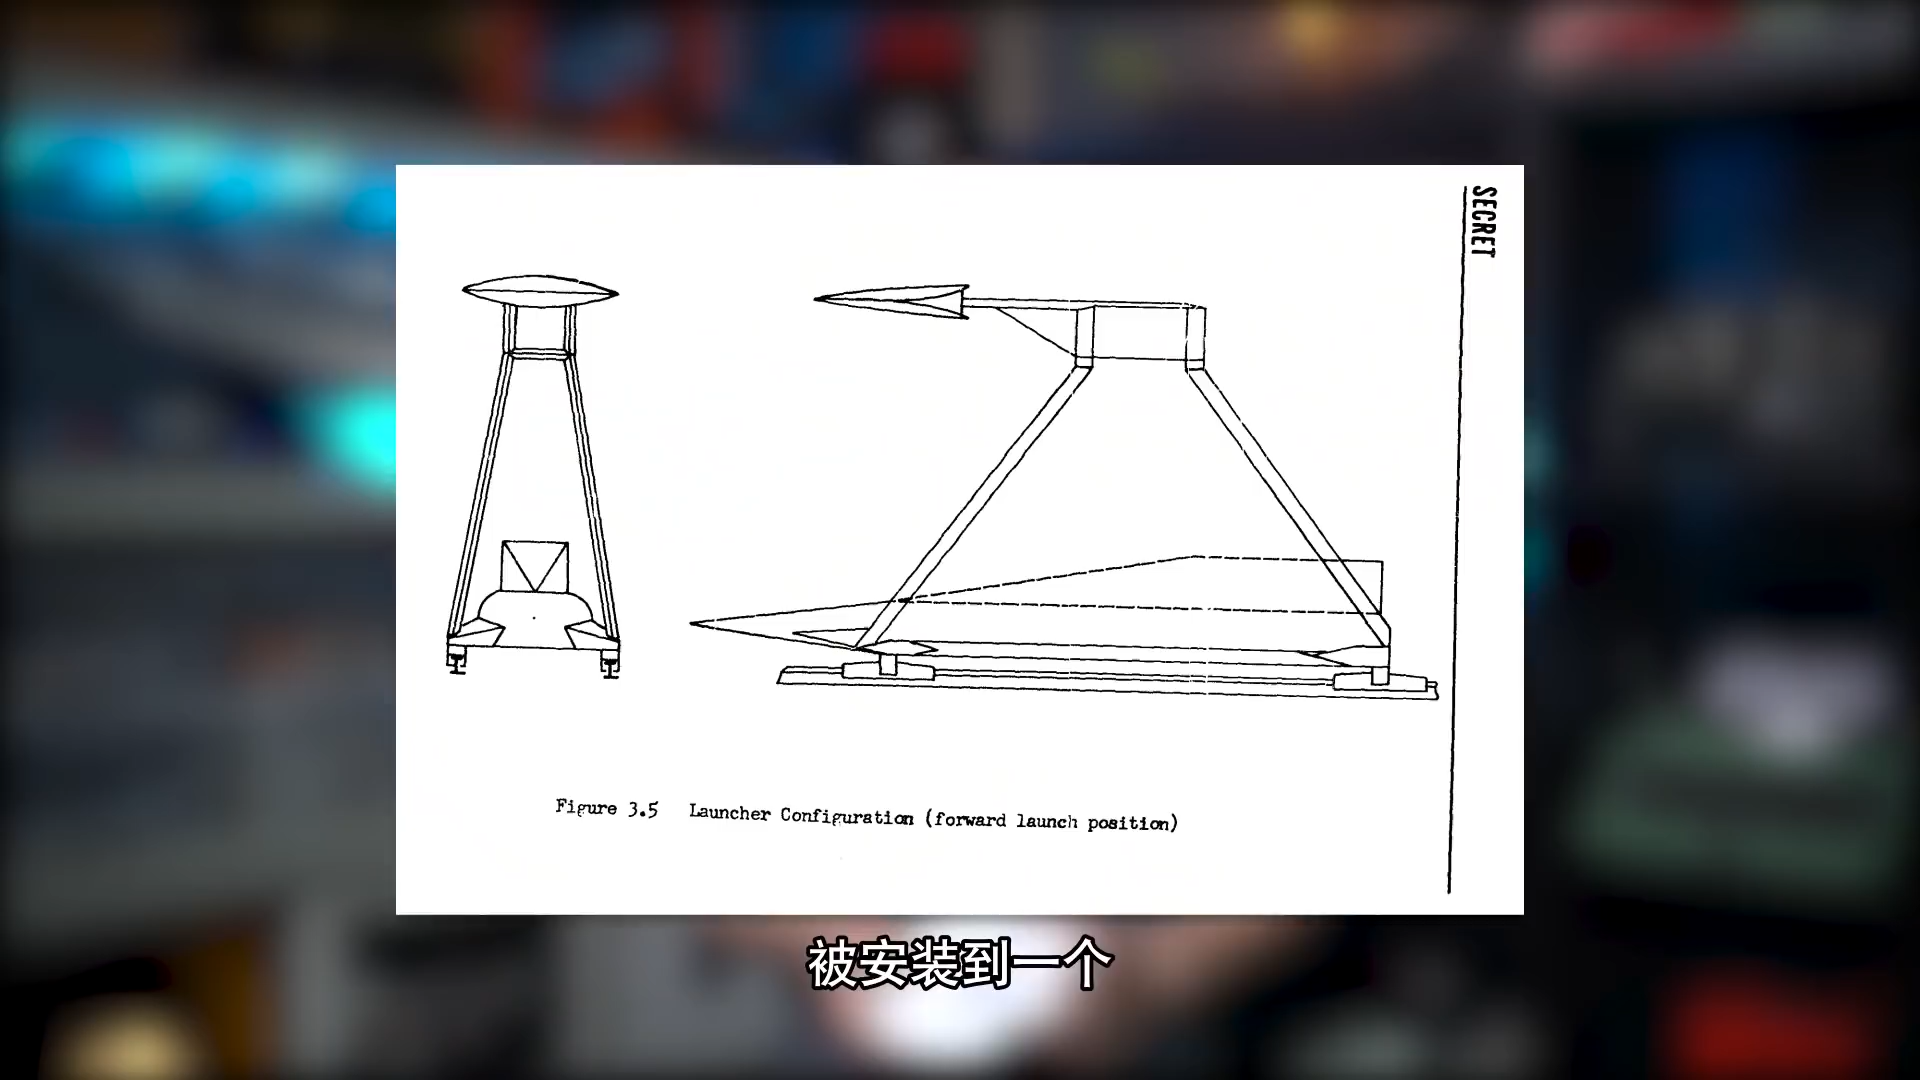 SECRET
Figure 3.5 Launcher Configuration (forward launch position)
被安装到一个